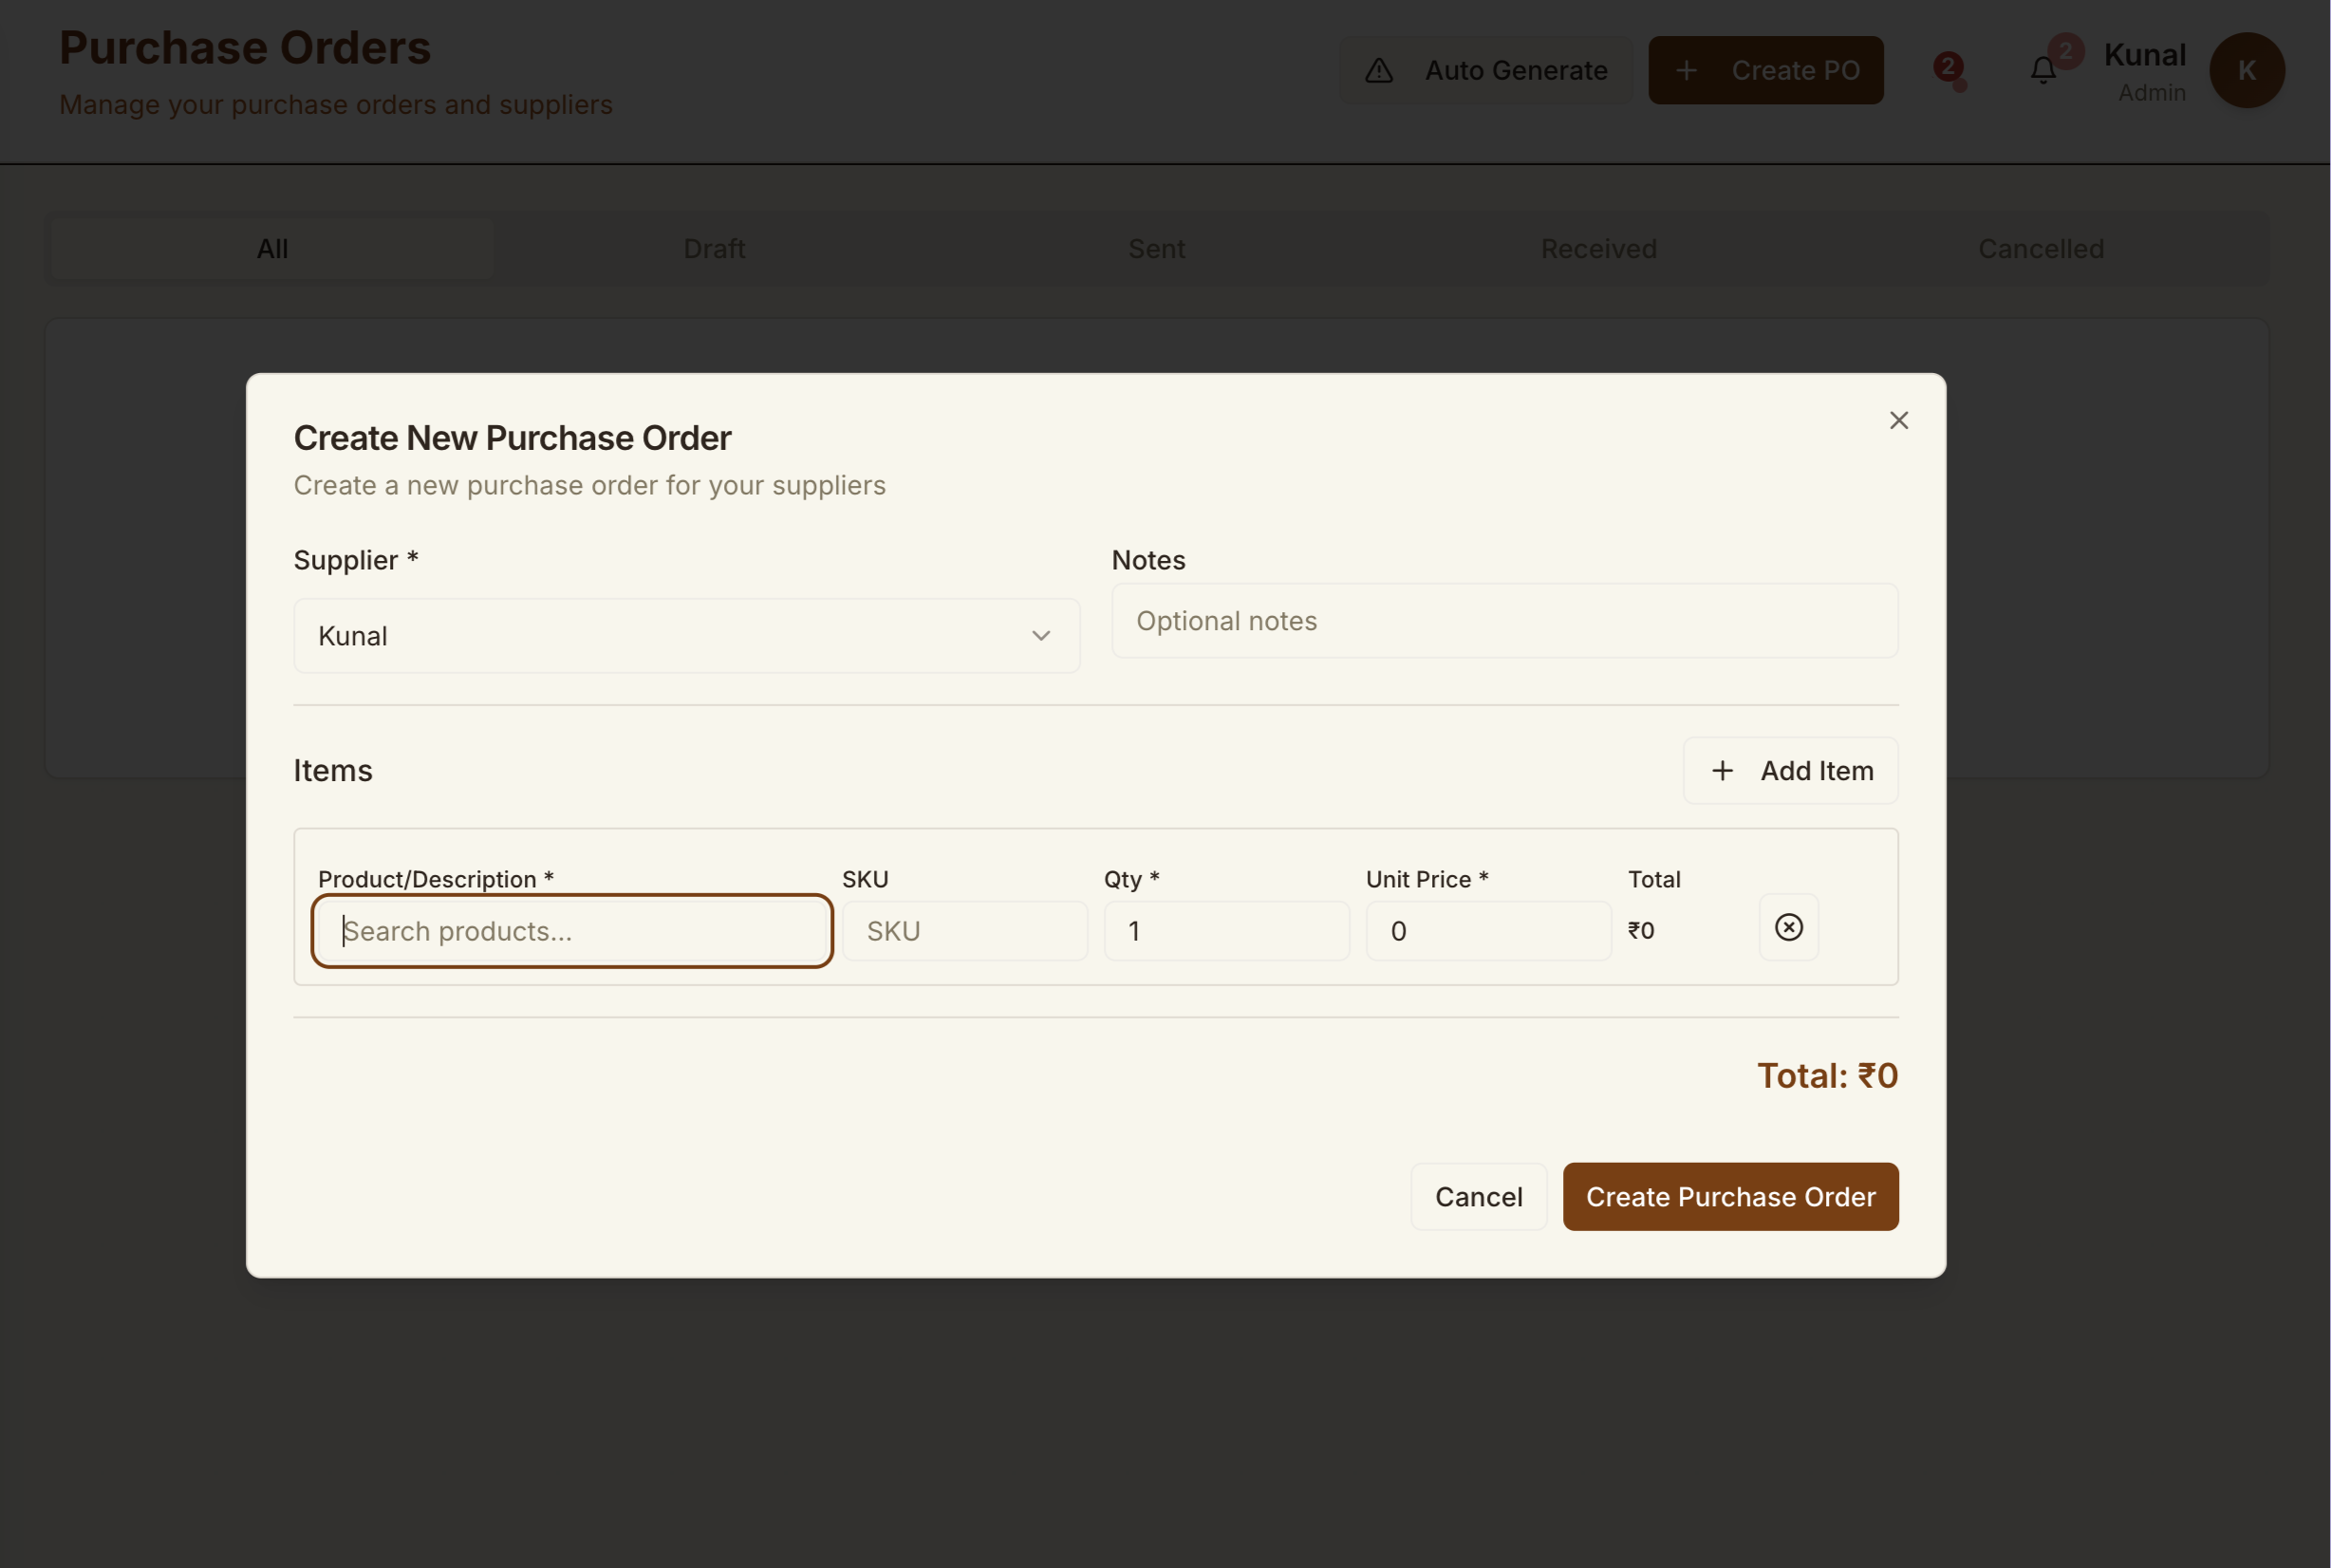 Purchase Orders
Manage your purchase orders and suppliers
Auto Generate
Create PO
2
2
Kunal
Admin
K
All
Draft
Sent
Received
Cancelled
Create New Purchase Order
Create a new purchase order for your suppliers
Supplier *
Notes
Kunal
Optional notes
Items
Add Item
Product/Description *
SKU
Qty *
Unit Price *
Total
Search products...
SKU
1
0
₹0
Total: ₹0
Cancel
Create Purchase Order